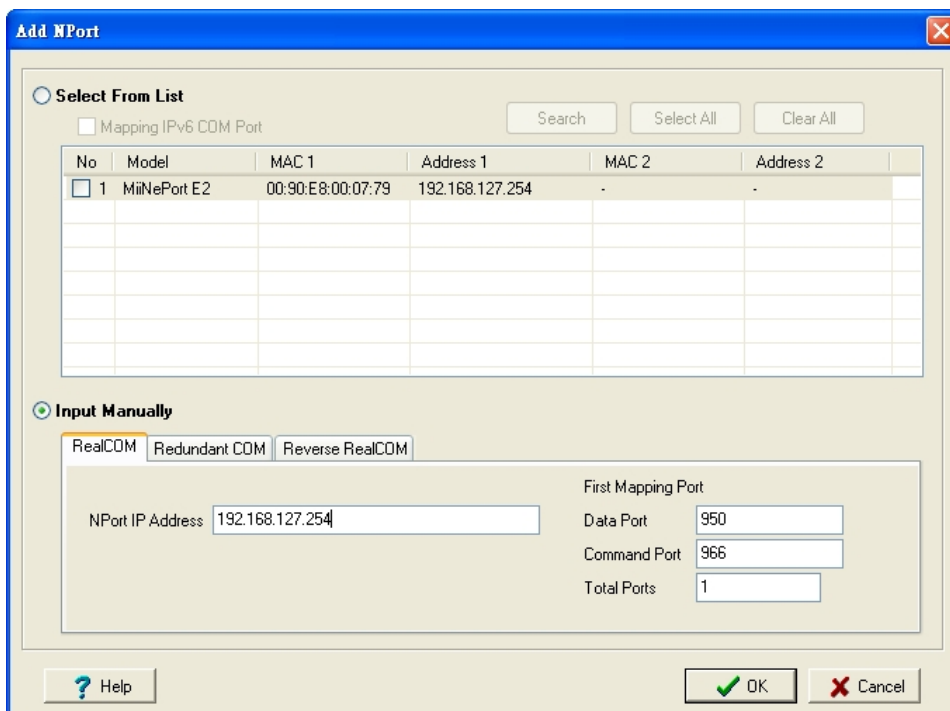 Add NPort
Select From List
Mapping IPv6 COM Port
Search Select All Clear All
No Model MAC 1 Address 1 MAC 2 Address 2
1 MiiNePort E2 00:90:E8:00:07:79 192.168.127.254 - -
Input Manually
RealCOM Redundant COM Reverse RealCOM
First Mapping Port
NPort IP Address 192.168.127.254 Data Port 950
Command Port 966
Total Ports 1
? Help OK Cancel